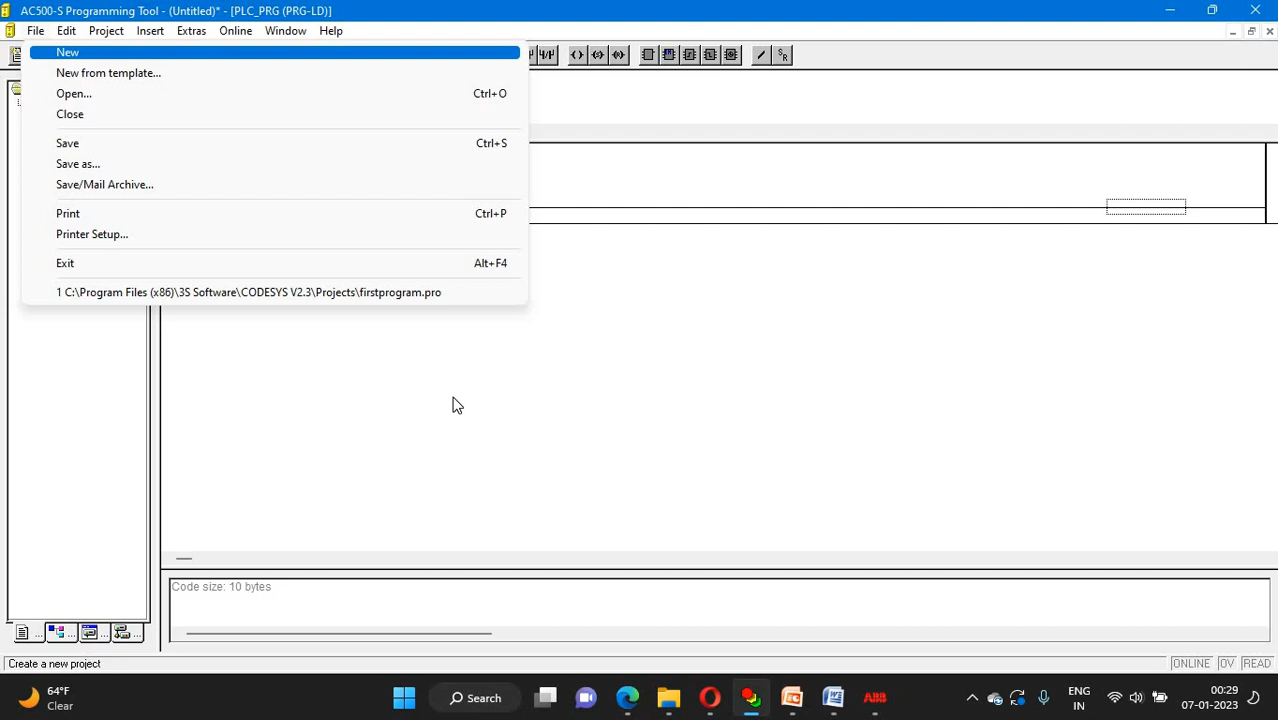 AC500-S Programming Tool - (Untitled)* - [PLC_PRG (PRG-LD)]
File Edit Project Insert Extras Online Window Help
New
New from template...
Open... Ctrl+O
Close
Save Ctrl+S
Save as...
Save/Mail Archive...
Print Ctrl+P
Printer Setup...
Exit Alt+F4
1 C:\Program Files (x86)\3S Software\CODESYS V2.3\Projects\firstprogram.pro
Code size: 10 bytes
Create a new project
ONLINE OV READ
64°F
Clear
Search
ABB
ENG
IN
00:29
07-01-2023